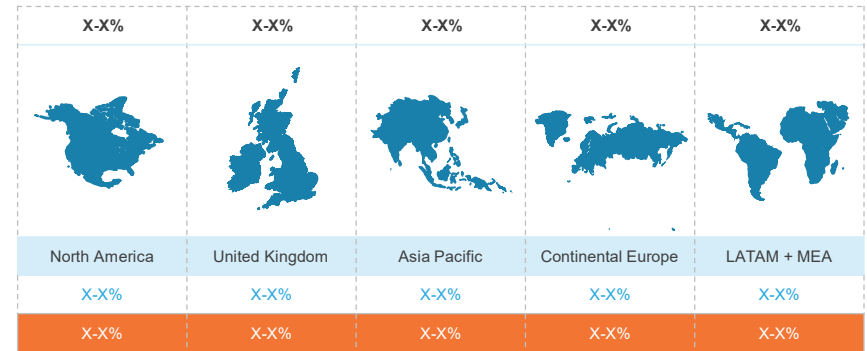 X-X% X-X% X-X% X-X% X-X%
North America United Kingdom Asia Pacific Continental Europe LATAM + MEA
X-X% X-X% X-X% X-X% X-X%
X-X% X-X% X-X% X-X% X-X%